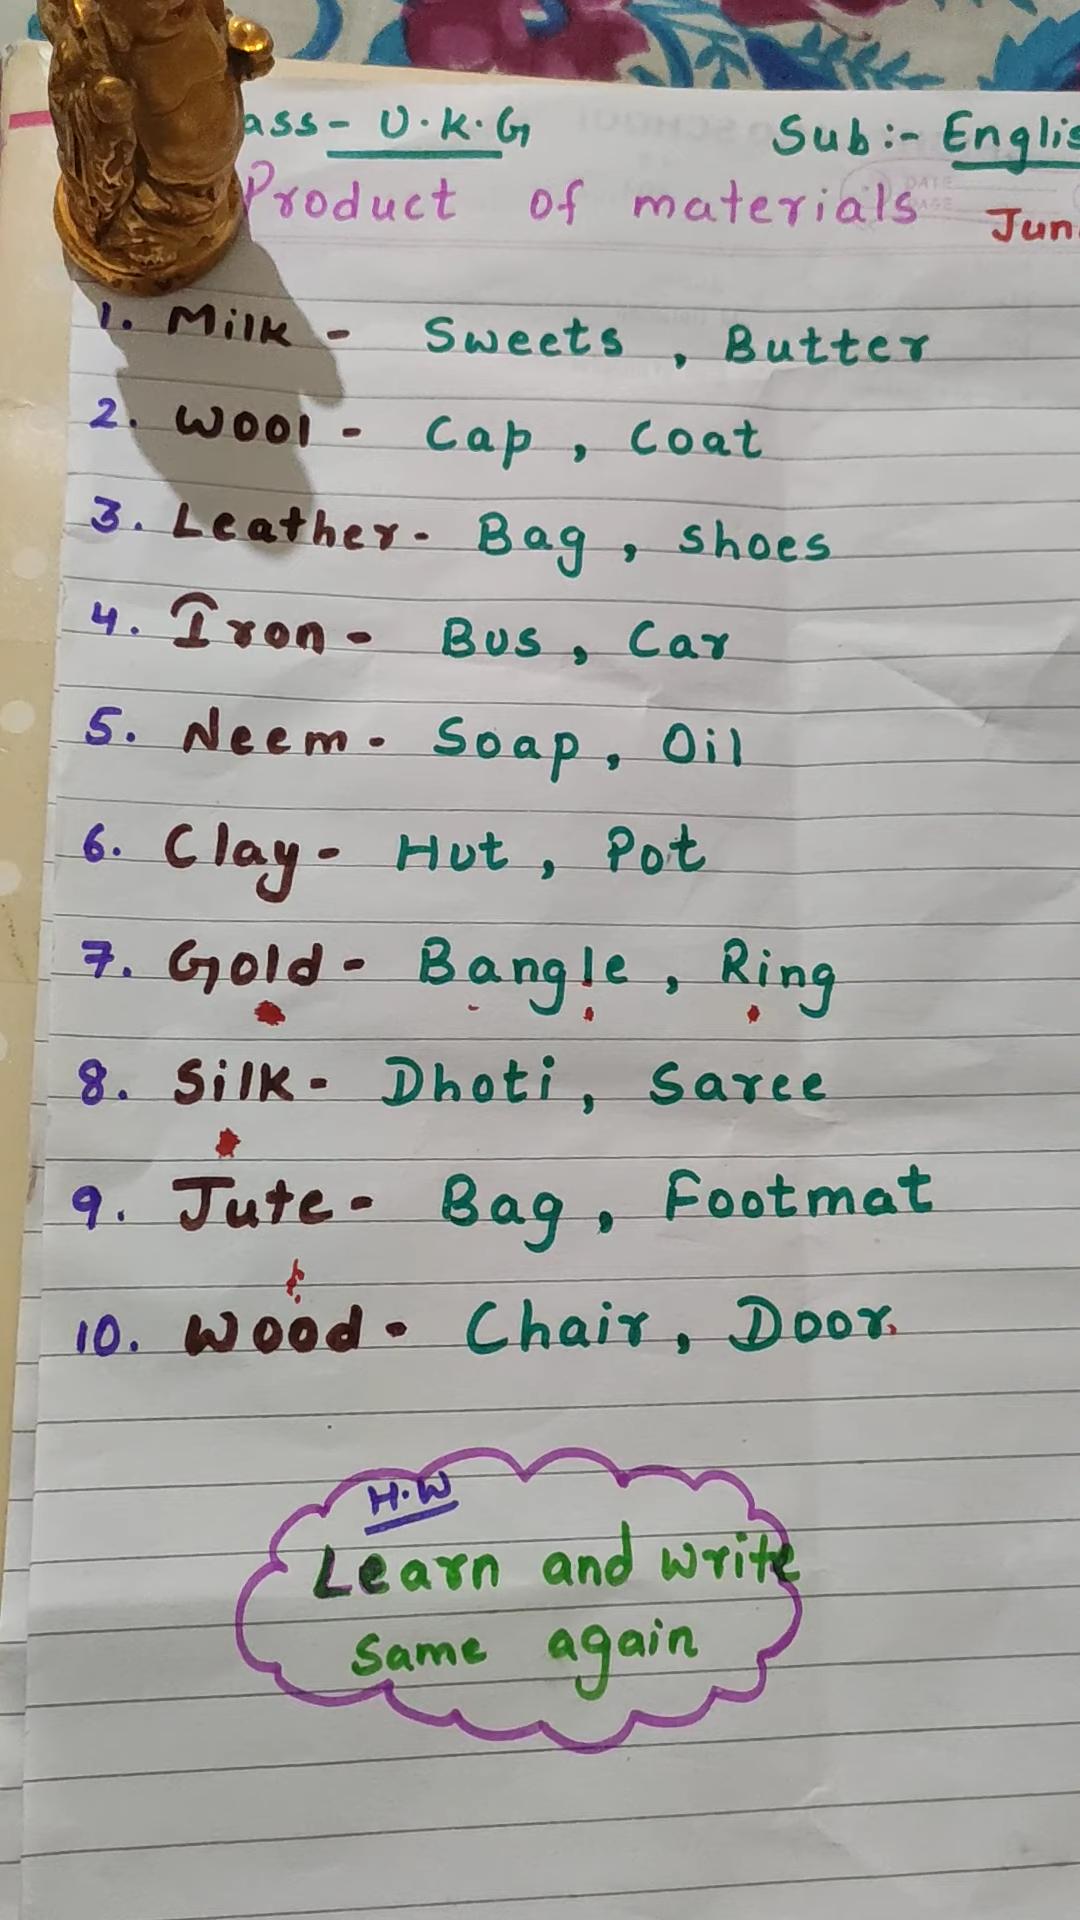 ass- U.K.G Sub:- Englis
Product of materials Jun
1. Milk - Sweets , Butter
2. Wool - Cap , Coat
3. Leather- Bag , Shoes
4. Iron - Bus , Car
5. Neem - Soap , Oil
6. Clay - Hut , Pot
7. Gold - Bangle , Ring
8. Silk - Dhoti , Saree
9. Jute - Bag , Footmat
10. Wood - Chair , Door.
H.W
Learn and write
same again